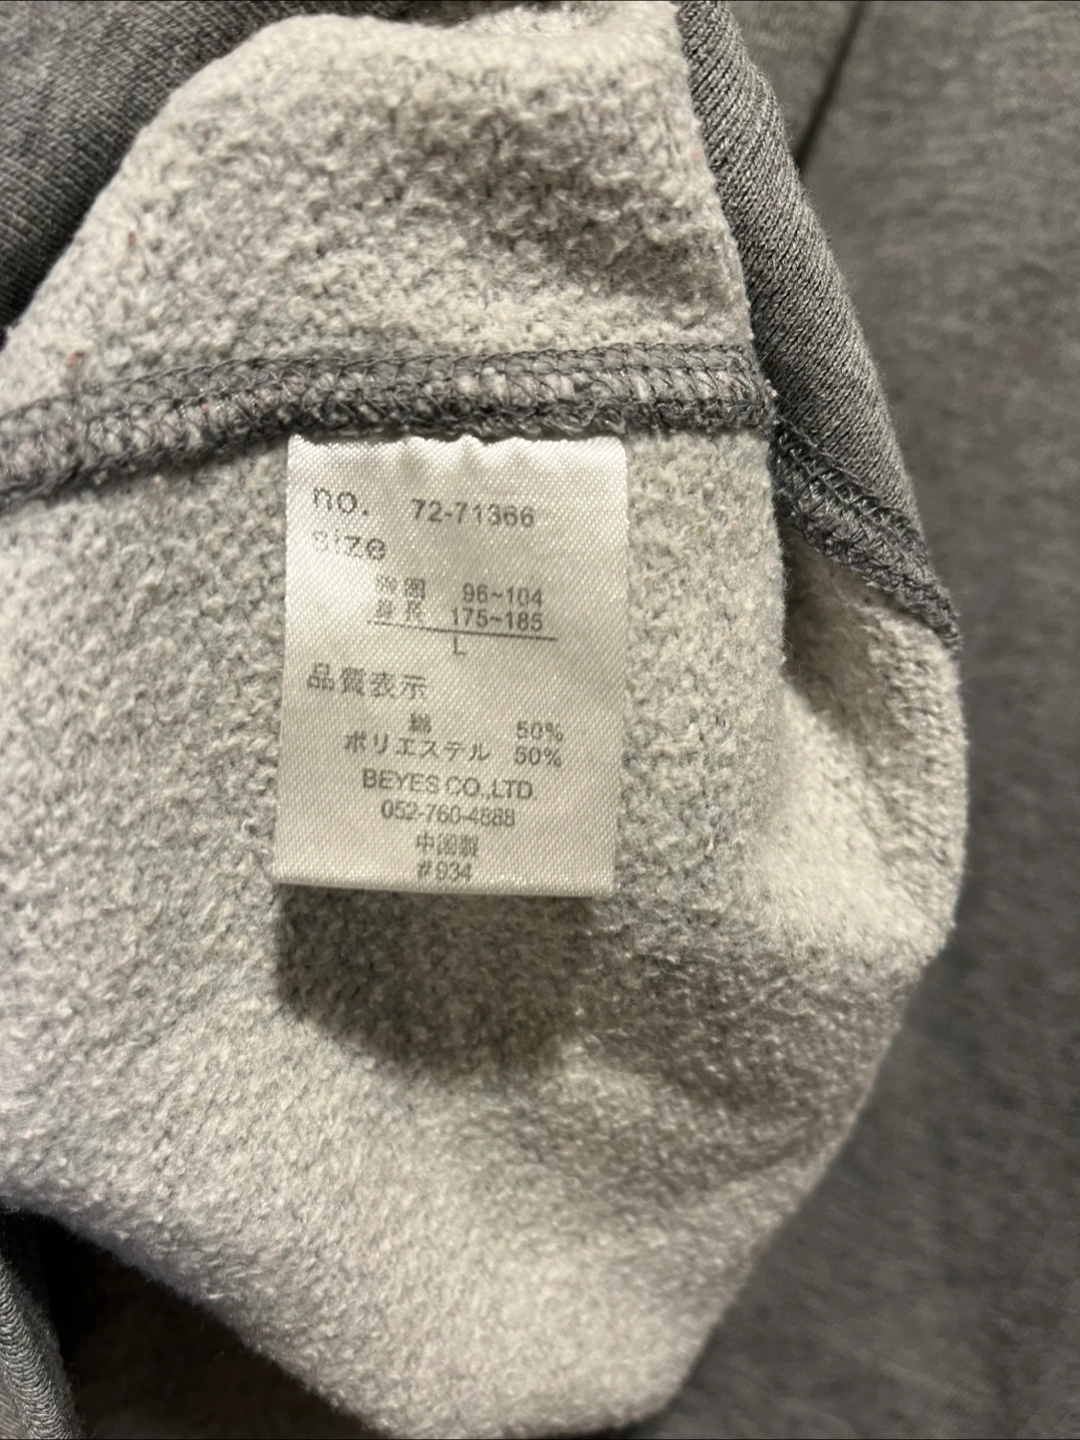 no. 72-71366
size
胸囲 96~104
身長 175~185
L
品質表示
綿 50%
ポリエステル 50%
BEYES CO.,LTD.
052-760-4888
中国製
#934